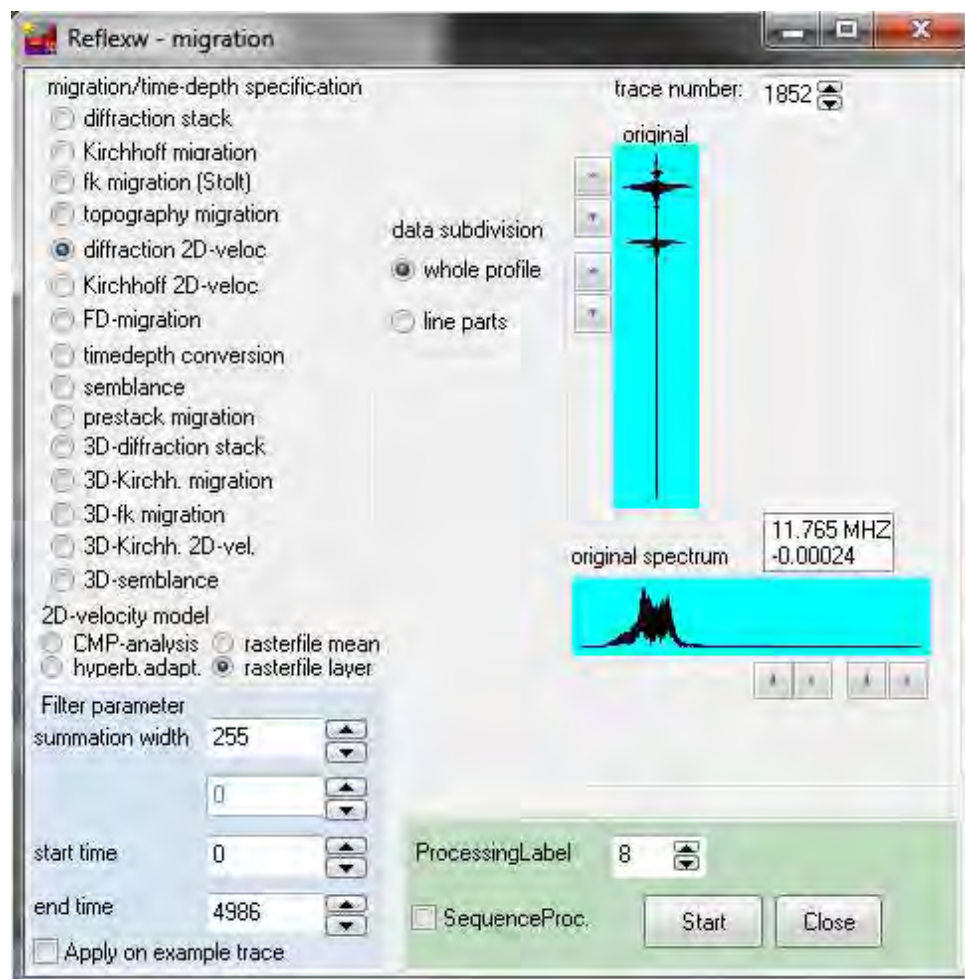 Reflexw - migration
migration/time-depth specification
diffraction stack
Kirchhoff migration
fk migration (Stolt)
topography migration
diffraction 2D-veloc
Kirchhoff 2D-veloc
FD-migration
timedepth conversion
semblance
prestack migration
3D-diffraction stack
3D-Kirchh. migration
3D-fk migration
3D-Kirchh. 2D-vel.
3D-semblance
2D-velocity model
CMP-analysis
rasterfile mean
hyperb.adapt.
rasterfile layer
data subdivision
whole profile
line parts
trace number: 1852
original
11.765 MHZ
-0.00024
original spectrum
Filter parameter
summation width 255
0
start time 0
end time 4986
Apply on example trace
ProcessingLabel 8
SequenceProc.
Start
Close